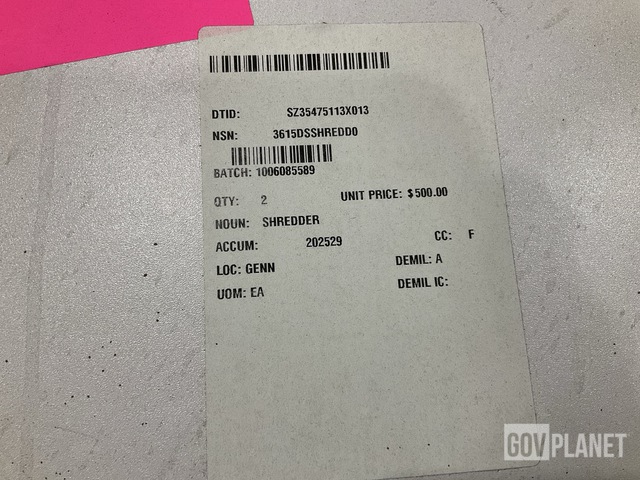 DTID: SZ35475113X013
NSN: 3615DSSHREDD0
BATCH: 1006085589
QTY: 2 UNIT PRICE: $500.00
NOUN: SHREDDER
ACCUM: 202529 CC: F
LOC: GENN DEMIL: A
UOM: EA DEMIL IC:
GOVPLANET